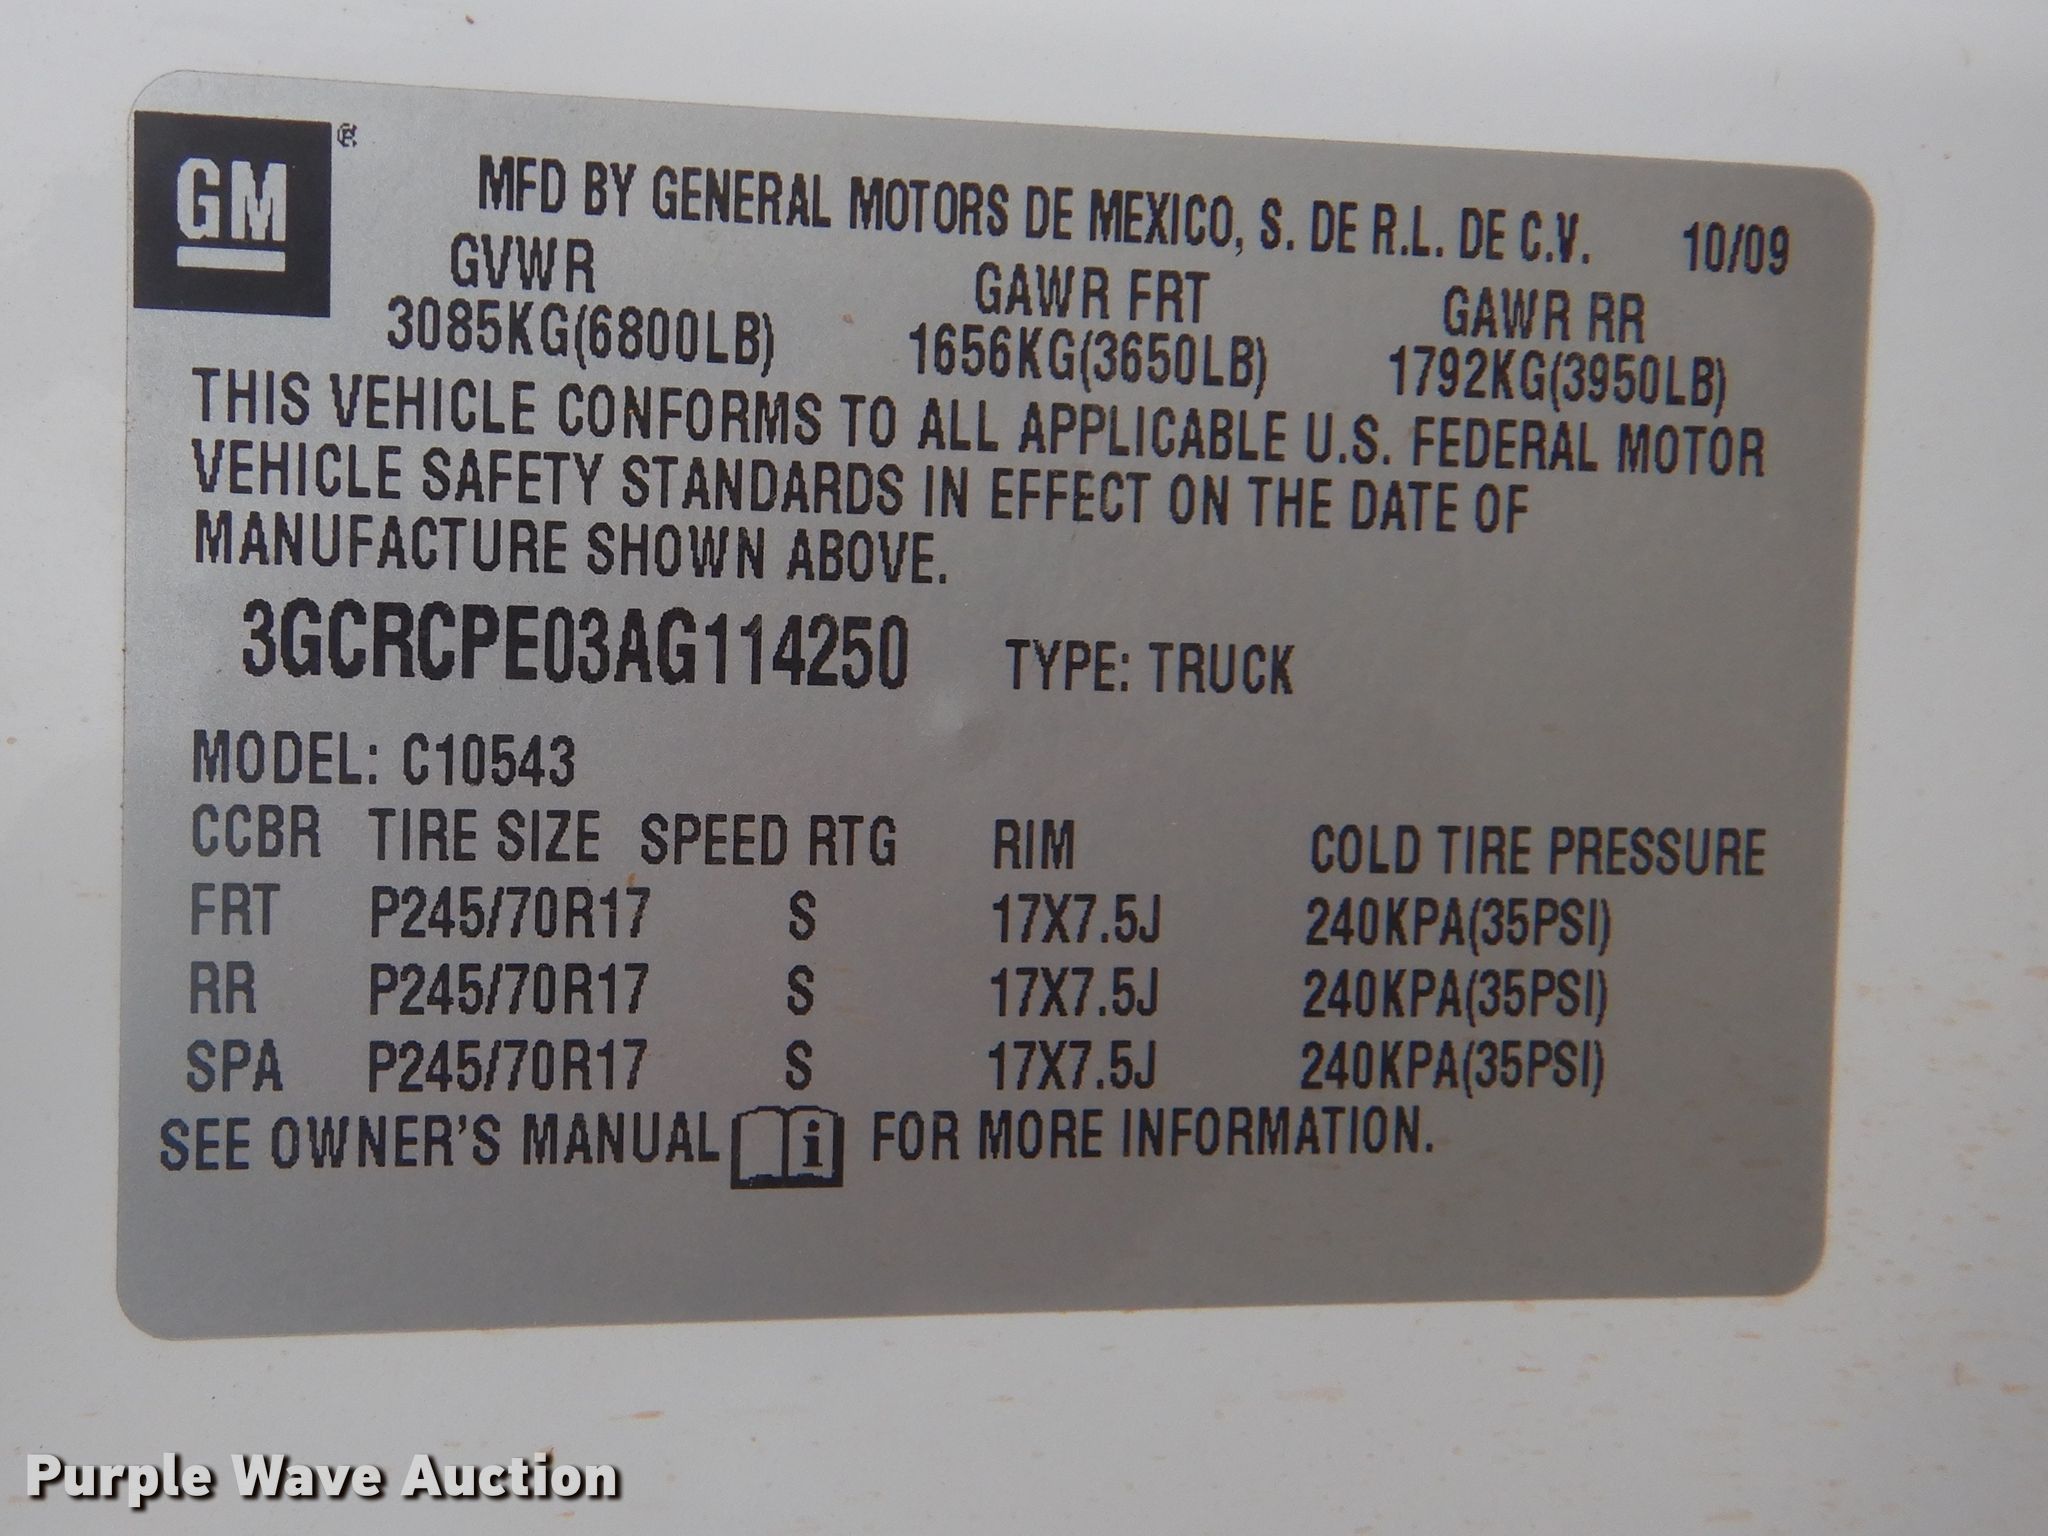 GM ®
MFD BY GENERAL MOTORS DE MEXICO, S. DE R.L. DE C.V. 10/09
GVWR GAWR FRT GAWR RR
3085KG(6800LB) 1656KG(3650LB) 1792KG(3950LB)
THIS VEHICLE CONFORMS TO ALL APPLICABLE U.S. FEDERAL MOTOR
VEHICLE SAFETY STANDARDS IN EFFECT ON THE DATE OF
MANUFACTURE SHOWN ABOVE.
3GCRCPE03AG114250 TYPE: TRUCK
MODEL: C10543
CCBR TIRE SIZE SPEED RTG RIM COLD TIRE PRESSURE
FRT P245/70R17 S 17X7.5J 240KPA(35PSI)
RR P245/70R17 S 17X7.5J 240KPA(35PSI)
SPA P245/70R17 S 17X7.5J 240KPA(35PSI)
SEE OWNER'S MANUAL i FOR MORE INFORMATION.
Purple Wave Auction